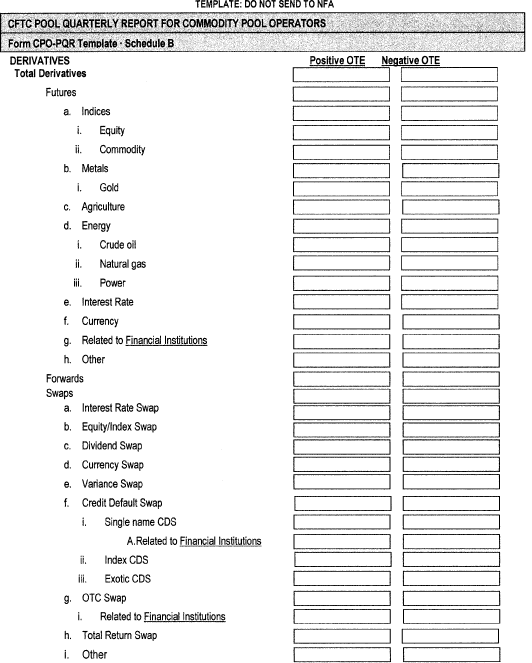 TEMPLATE: DO NOT SEND TO NFA
CFTC POOL QUARTERLY REPORT FOR COMMODITY POOL OPERATORS
Form CPO-PQR Template · Schedule B
DERIVATIVES Positive OTE Negative OTE
Total Derivatives
Futures
a. Indices
i. Equity
ii. Commodity
b. Metals
i. Gold
c. Agriculture
d. Energy
i. Crude oil
ii. Natural gas
iii. Power
e. Interest Rate
f. Currency
g. Related to Financial Institutions
h. Other
Forwards
Swaps
a. Interest Rate Swap
b. Equity/Index Swap
c. Dividend Swap
d. Currency Swap
e. Variance Swap
f. Credit Default Swap
i. Single name CDS
A.Related to Financial Institutions
ii. Index CDS
iii. Exotic CDS
g. OTC Swap
i. Related to Financial Institutions
h. Total Return Swap
i. Other